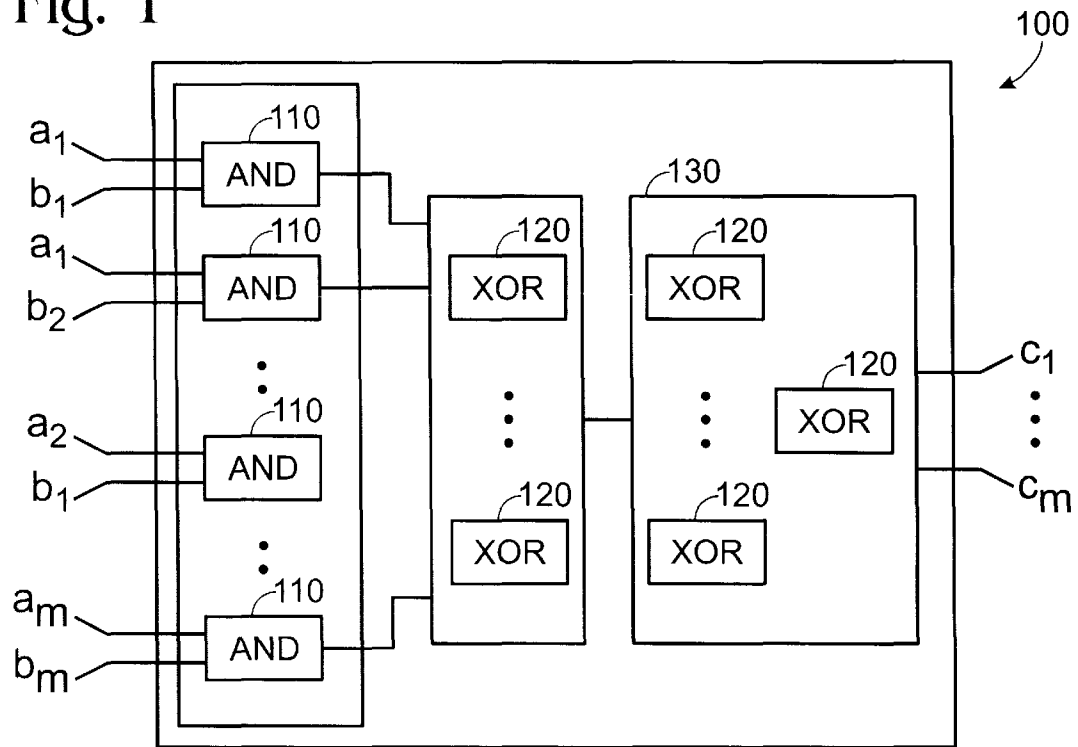 Fig. 1
100
110
a1
AND
130
b1
110
120
120
a1
AND
XOR
XOR
b2
120
c1
110
XOR
a2
AND
b1
120
120
cm
XOR
XOR
110
am
AND
bm